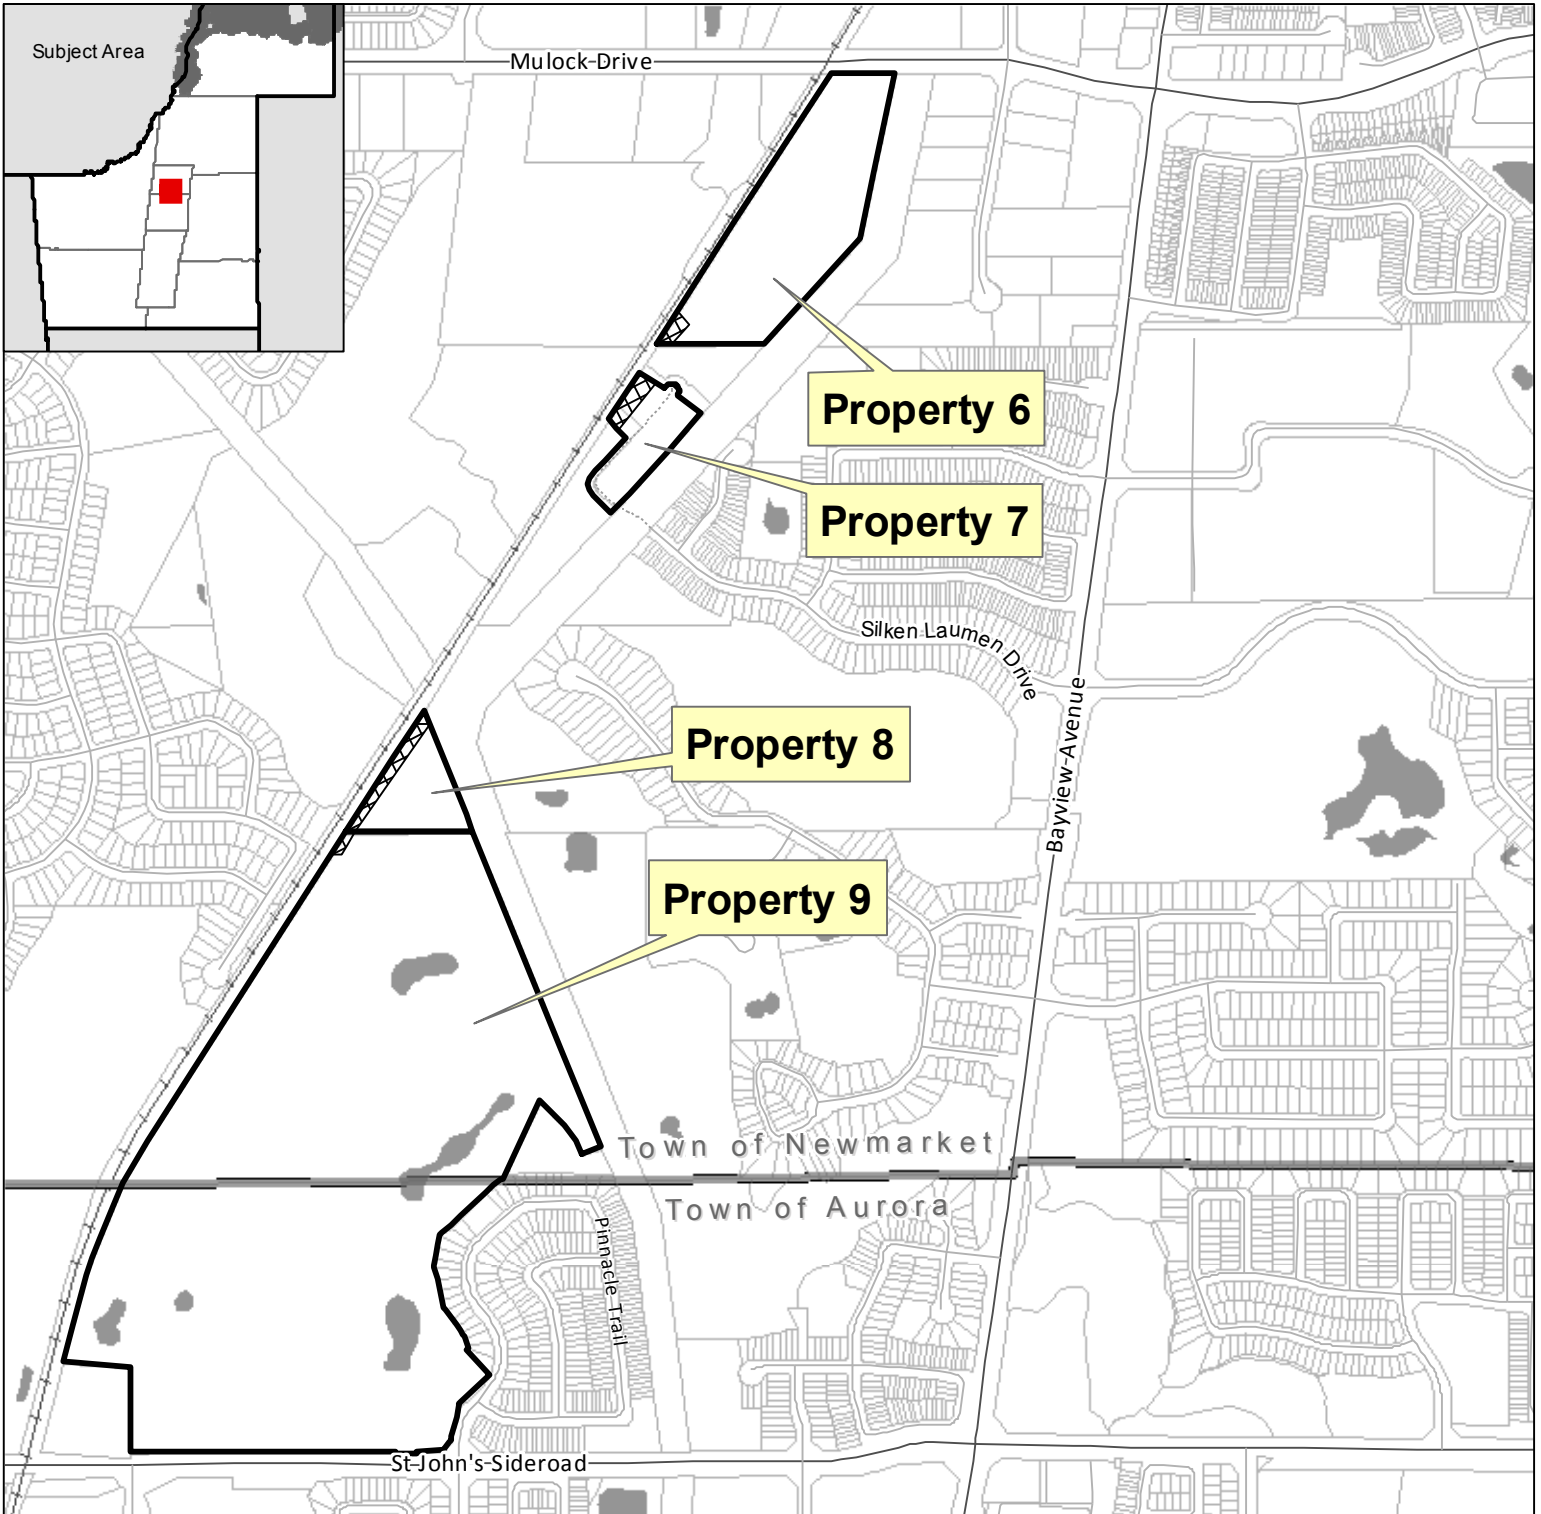 Subject Area
Mulock Drive
Property 6
Property 7
Silken Laumen Drive
Property 8
Bayview Avenue
Property 9
Town of Newmarket
Town of Aurora
Pinnacle Trail
St John's Sideroad